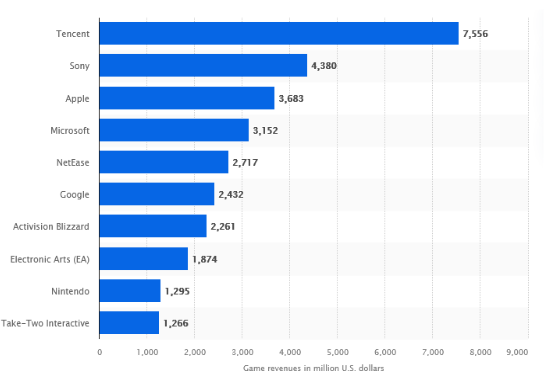 Tencent 7,556
Sony 4,380
Apple 3,683
Microsoft 3,152
NetEase 2,717
Google 2,432
Activision Blizzard 2,261
Electronic Arts (EA) 1,874
Nintendo 1,295
Take-Two Interactive 1,266
0 1,000 2,000 3,000 4,000 5,000 6,000 7,000 8,000 9,000
Game revenues in million U.S. dollars